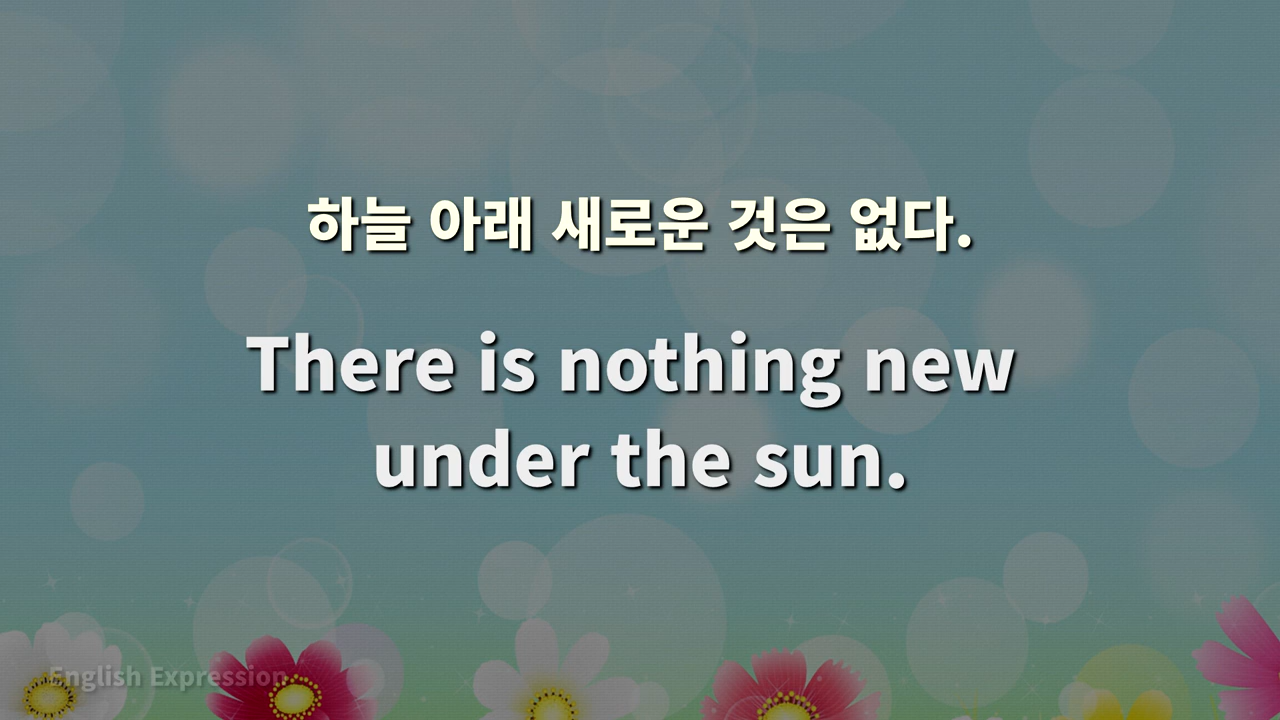 하늘 아래 새로운 것은 없다.
There is nothing new
under the sun.
English Expression